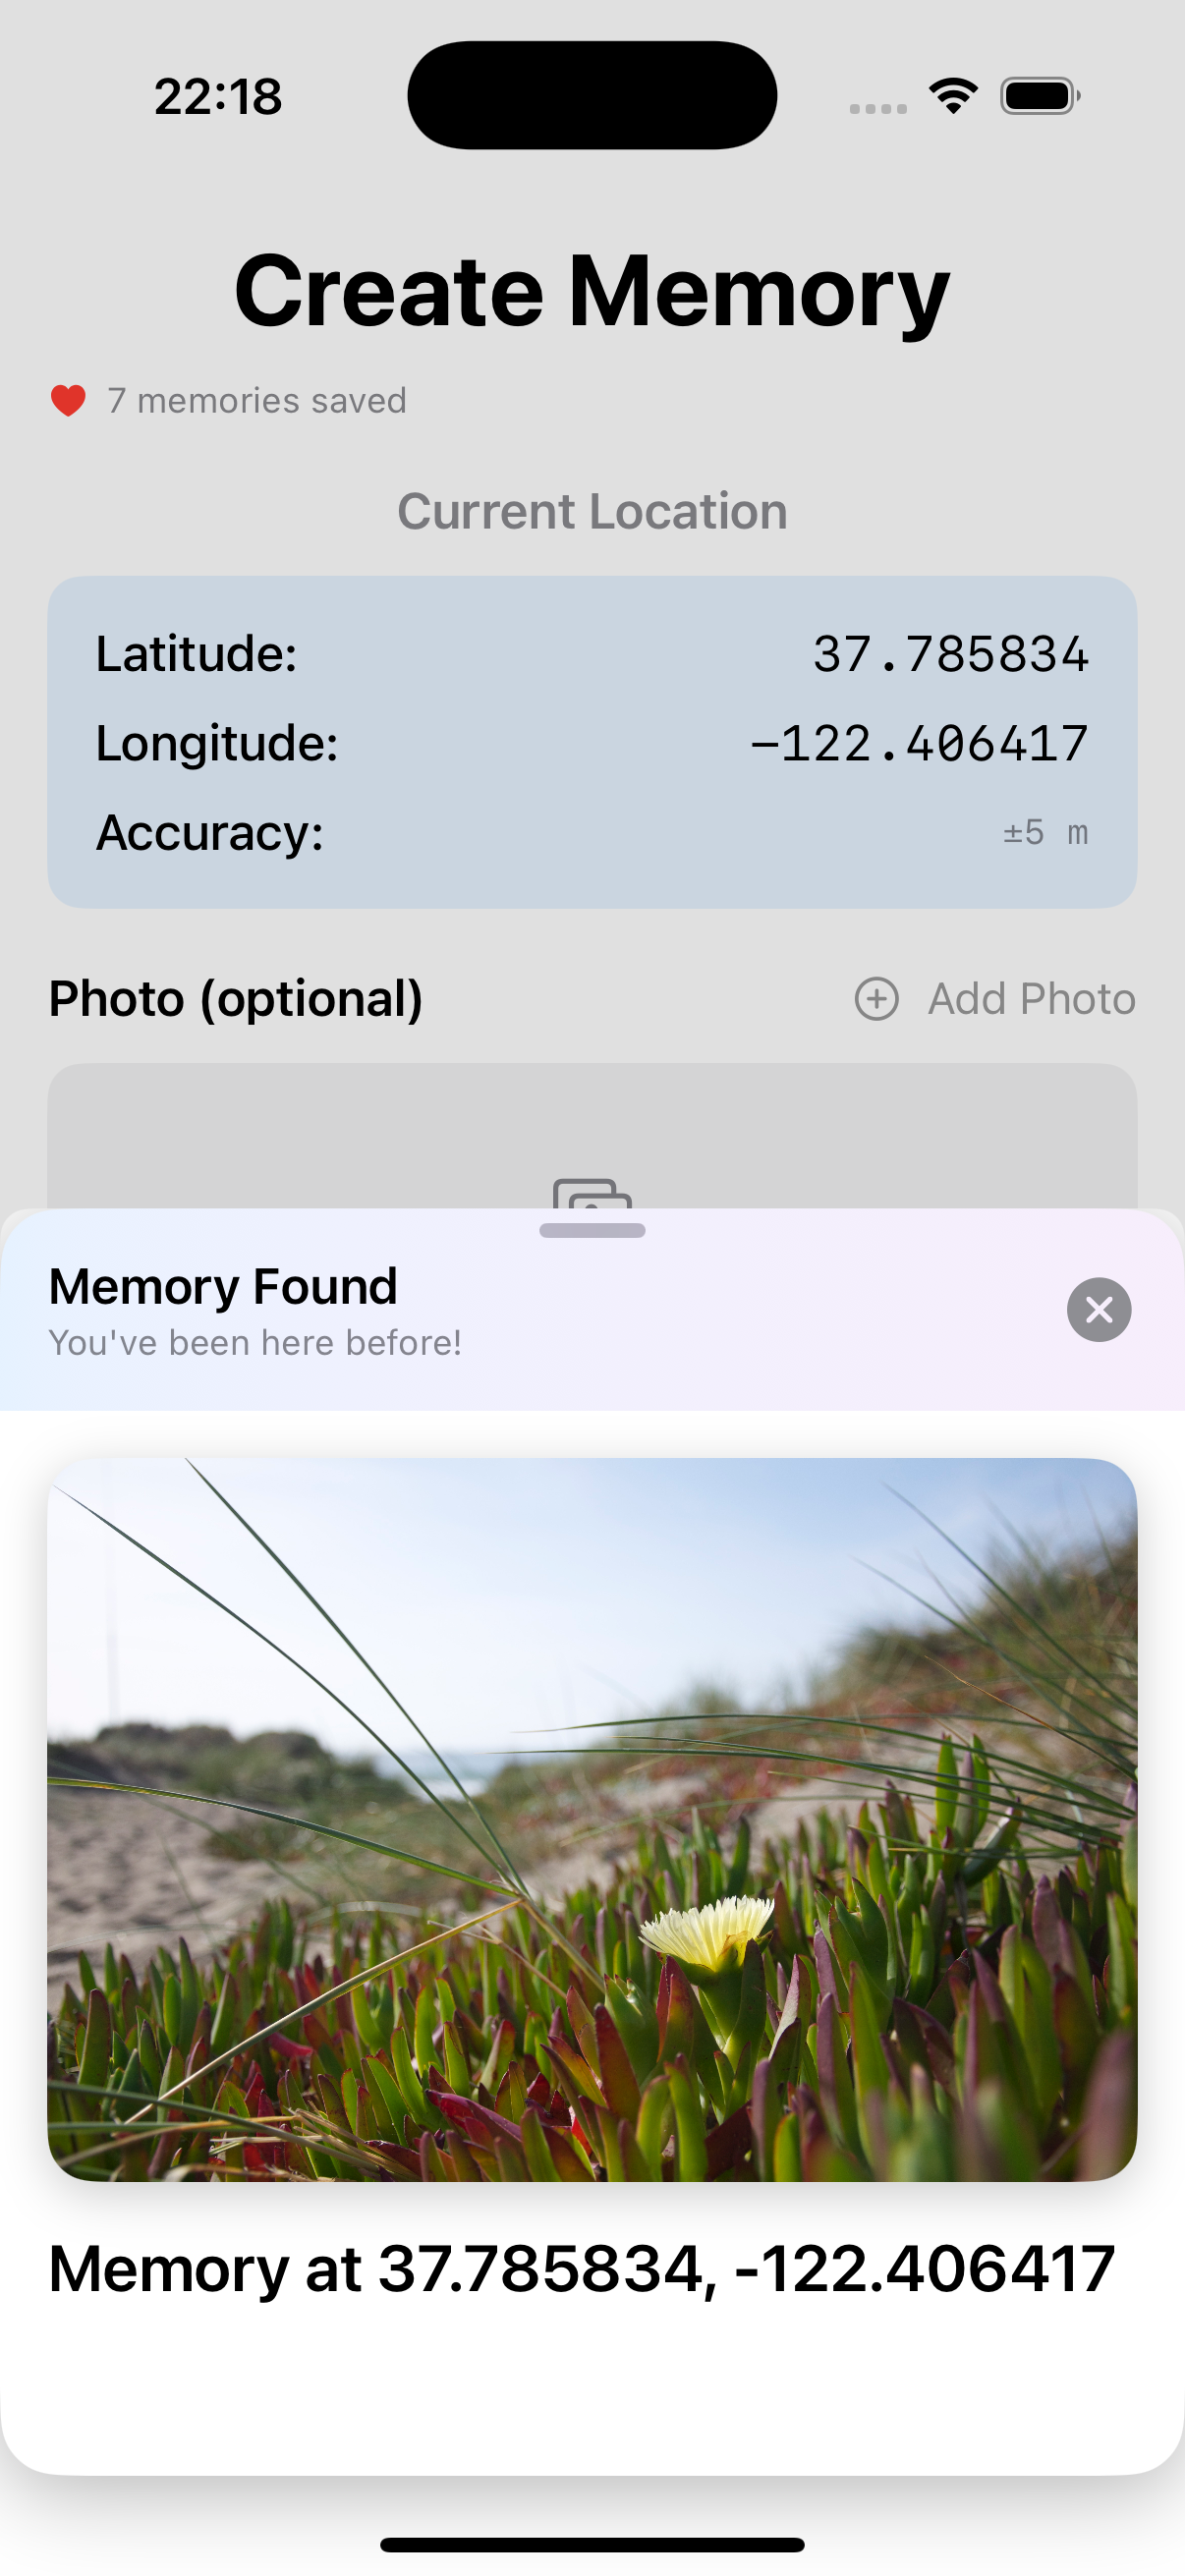 22:18
Create Memory
7 memories saved
Current Location
Latitude: 37.785834
Longitude: -122.406417
Accuracy: ±5 m
Photo (optional) Add Photo
Memory Found
You've been here before!
Memory at 37.785834, -122.406417